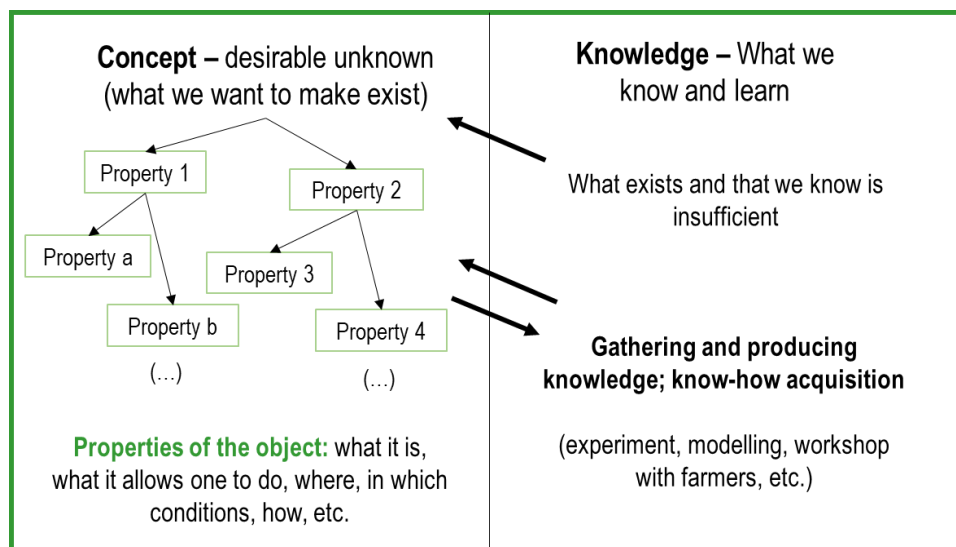 Concept – desirable unknown
(what we want to make exist)
Property 1
Property 2
Property a
Property 3
Property b
Property 4
(…)
(…)
Properties of the object: what it is,
what it allows one to do, where, in which
conditions, how, etc.
Knowledge – What we
know and learn
What exists and that we know is
insufficient
Gathering and producing
knowledge; know-how acquisition
(experiment, modelling, workshop
with farmers, etc.)